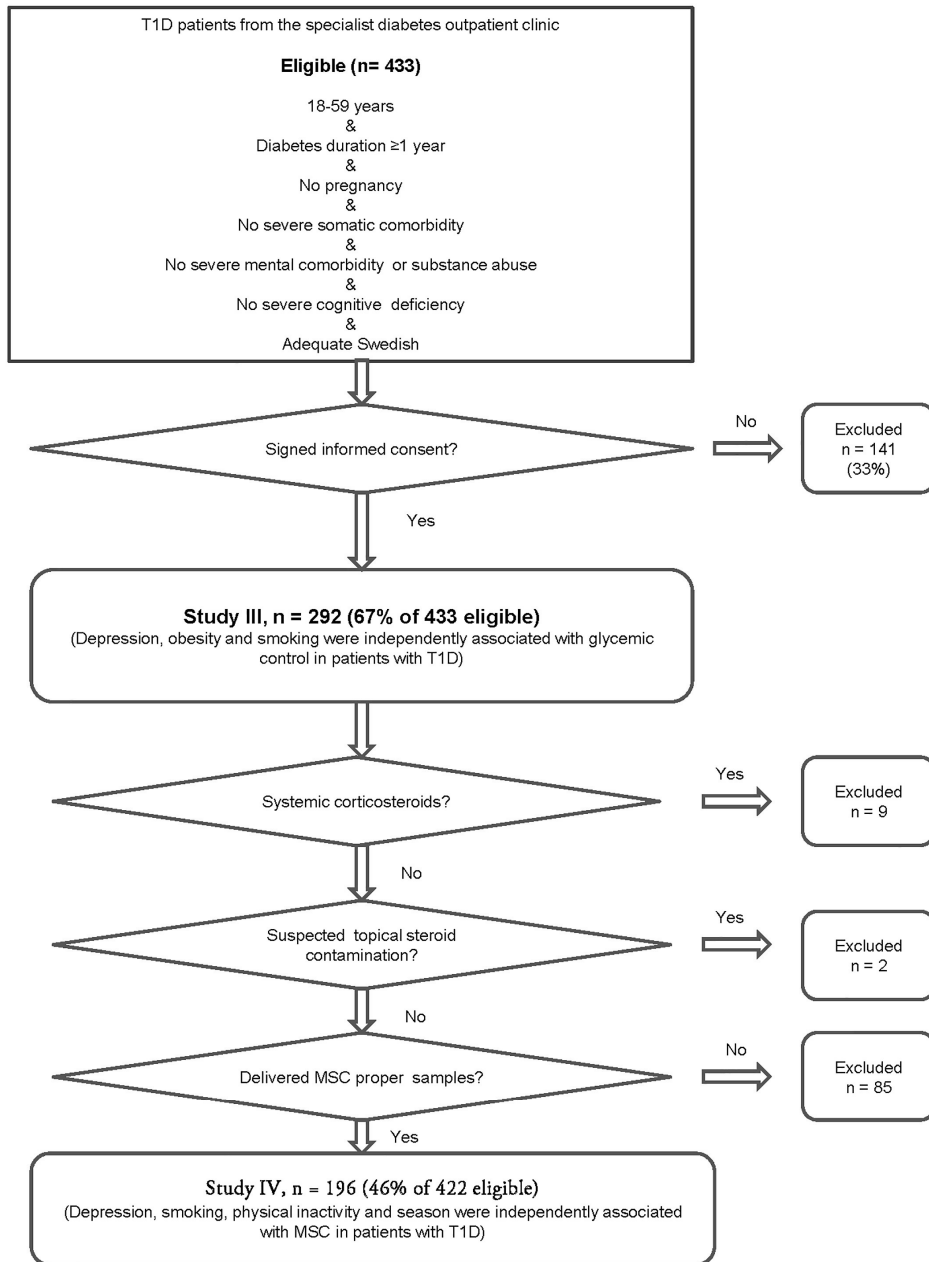 T1D patients from the specialist diabetes outpatient clinic
Eligible (n= 433)
18-59 years
&
Diabetes duration ≥1 year
&
No pregnancy
&
No severe somatic comorbidity
&
No severe mental comorbidity or substance abuse
&
No severe cognitive deficiency
&
Adequate Swedish
Signed informed consent?
No
Excluded
n = 141
(33%)
Yes
Study III, n = 292 (67% of 433 eligible)
(Depression, obesity and smoking were independently associated with glycemic
control in patients with T1D)
Systemic corticosteroids?
Yes
Excluded
n = 9
No
Suspected topical steroid
contamination?
Yes
Excluded
n = 2
No
Delivered MSC proper samples?
No
Excluded
n = 85
Yes
Study IV, n = 196 (46% of 422 eligible)
(Depression, smoking, physical inactivity and season were independently associated
with MSC in patients with T1D)